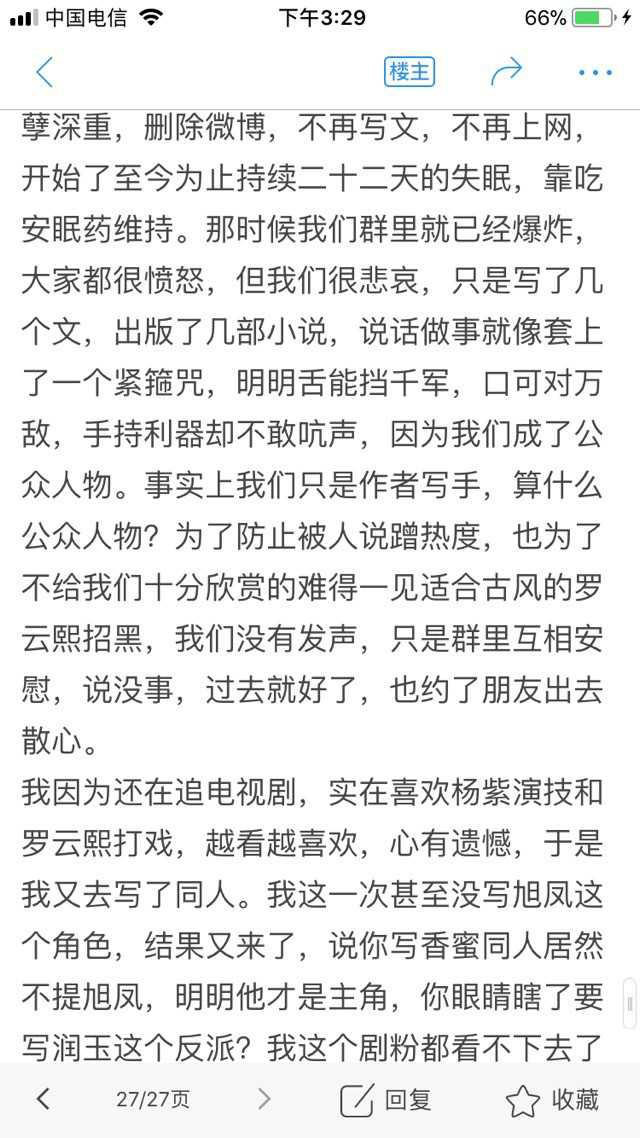 中国电信 下午3:29 66%
楼主
孽深重，删除微博，不再写文，不再上网，
开始了至今为止持续二十二天的失眠，靠吃
安眠药维持。那时候我们群里就已经爆炸，
大家都很愤怒，但我们很悲哀，只是写了几
个文，出版了几部小说，说话做事就像套上
了一个紧箍咒，明明舌能挡千军，口可对万
敌，手持利器却不敢吭声，因为我们成了公
众人物。事实上我们只是作者写手，算什么
公众人物？为了防止被人说蹭热度，也为了
不给我们十分欣赏的难得一见适合古风的罗
云熙招黑，我们没有发声，只是群里互相安
慰，说没事，过去就好了，也约了朋友出去
散心。
我因为还在追电视剧，实在喜欢杨紫演技和
罗云熙打戏，越看越喜欢，心有遗憾，于是
我又去写了同人。我这一次甚至没写旭凤这
个角色，结果又来了，说你写香蜜同人居然
不提旭凤，明明他才是主角，你眼睛瞎了要
写润玉这个反派？我这个剧粉都看不下去了
27/27页 回复 收藏